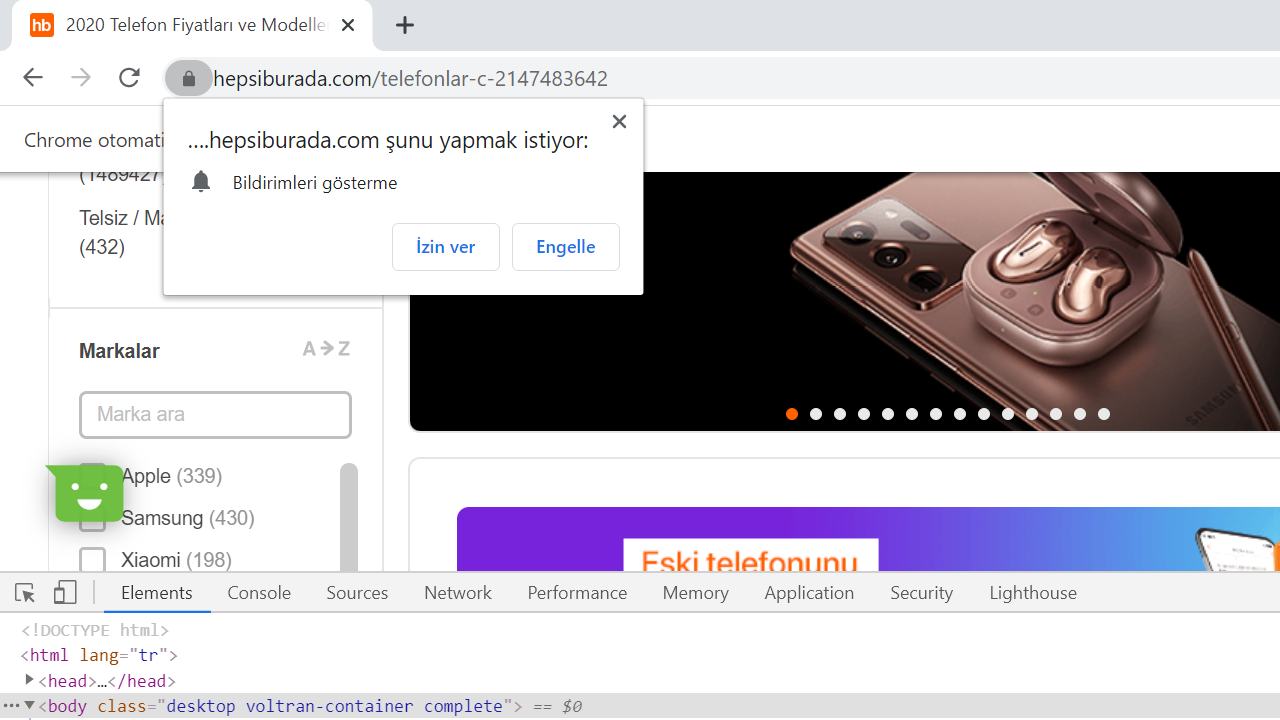 hb 2020 Telefon Fiyatları ve Modelle
hepsiburada.com/telefonlar-c-2147483642
Chrome otomati
....hepsiburada.com şunu yapmak istiyor:
Bildirimleri gösterme
İzin ver Engelle
(1489427)
Telsiz / Ma
(432)
SAMSUNG
Markalar A→Z
Marka ara
Apple (339)
Samsung (430)
Xiaomi (198)
Eski telefonunu
Elements Console Sources Network Performance Memory Application Security Lighthouse
<!DOCTYPE html>
<html lang="tr">
<head>…</head>
<body class="desktop voltran-container complete"> == $0